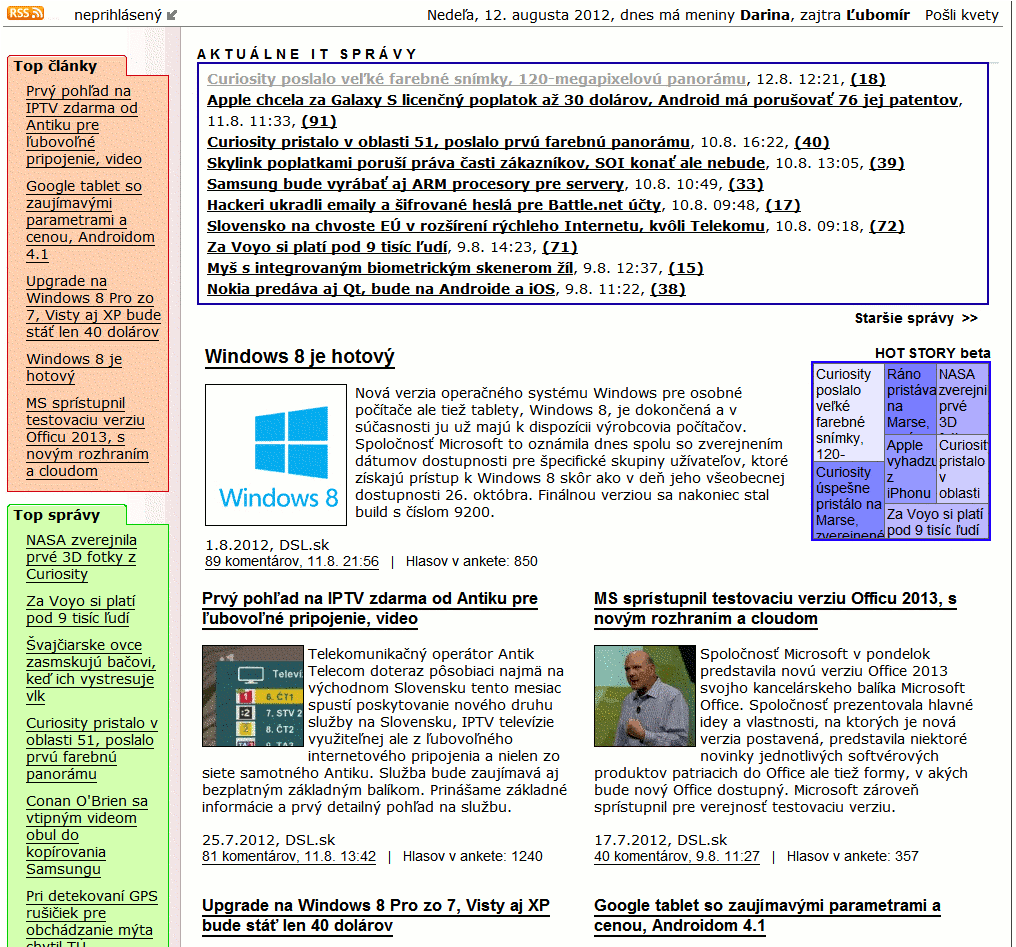 RSS neprihlásený
Nedeľa, 12. augusta 2012, dnes má meniny Darina, zajtra Ľubomír Pošli kvety
Top články
Prvý pohľad na
IPTV zdarma od
Antiku pre
ľubovoľné
pripojenie, video
Google tablet so
zaujímavými
parametrami a
cenou, Androidom
4.1
Upgrade na
Windows 8 Pro zo
7, Visty aj XP bude
stáť len 40 dolárov
Windows 8 je
hotový
MS sprístupnil
testovaciu verziu
Officu 2013, s
novým rozhraním
a cloudom
Top správy
NASA zverejnila
prvé 3D fotky z
Curiosity
Za Voyo si platí
pod 9 tisíc ľudí
Švajčiarske ovce
zasmskujú bačovi,
keď ich vystresuje
vlk
Curiosity pristalo v
oblasti 51, poslalo
prvú farebnú
panorámu
Conan O'Brien sa
vtipným videom
obul do
kopírovania
Samsungu
Pri detekovaní GPS
rušičiek pre
obchádzanie mýta
chytil TÚ
AKTUÁLNE IT SPRÁVY
Curiosity poslalo veľké farebné snímky, 120-megapixelovú panorámu, 12.8. 12:21, (18)
Apple chcela za Galaxy S licenčný poplatok až 30 dolárov, Android má porušovať 76 jej patentov,
11.8. 11:33, (91)
Curiosity pristalo v oblasti 51, poslalo prvú farebnú panorámu, 10.8. 16:22, (40)
Skylink poplatkami poruší práva časti zákazníkov, SOI konať ale nebude, 10.8. 13:05, (39)
Samsung bude vyrábať aj ARM procesory pre servery, 10.8. 10:49, (33)
Hackeri ukradli emaily a šifrované heslá pre Battle.net účty, 10.8. 09:48, (17)
Slovensko na chvoste EÚ v rozšírení rýchleho Internetu, kvôli Telekomu, 10.8. 09:18, (72)
Za Voyo si platí pod 9 tisíc ľudí, 9.8. 14:23, (71)
Myš s integrovaným biometrickým skenerom žíl, 9.8. 12:37, (15)
Nokia predáva aj Qt, bude na Androide a iOS, 9.8. 11:22, (38)
Staršie správy >>
Windows 8 je hotový
Windows 8
Nová verzia operačného systému Windows pre osobné
počítače ale tiež tablety, Windows 8, je dokončená a v
súčasnosti ju už majú k dispozícii výrobcovia počítačov.
Spoločnosť Microsoft to oznámila dnes spolu so zverejnením
dátumov dostupnosti pre špecifické skupiny užívateľov, ktoré
získajú prístup k Windows 8 skôr ako v deň jeho všeobecnej
dostupnosti 26. októbra. Finálnou verziou sa nakoniec stal
build s číslom 9200.
1.8.2012, DSL.sk
89 komentárov, 11.8. 21:56 | Hlasov v ankete: 850
HOT STORY beta
Curiosity
poslalo
veľké
farebné
snímky,
120-
Ráno
pristáva
na
Marse,
NASA
zverejni
prvé
3D
Curiosity
úspešne
pristálo na
Marse,
zverejnené
Apple
vyhadzu
z
iPhonu
Curiosit
pristalo
v
oblasti
Za Voyo si platí
pod 9 tisíc ľudí
Prvý pohľad na IPTV zdarma od Antiku pre
ľubovoľné pripojenie, video
Televí
1 6. ČT1
2 7. STV 2
2 8. ČT2
TA3 9. TA3
Telekomunikačný operátor Antik
Telecom doteraz pôsobiaci najmä na
východnom Slovensku tento mesiac
spustí poskytovanie nového druhu
služby na Slovensku, IPTV televízie
využiteľnej ale z ľubovoľného
internetového pripojenia a nielen zo
siete samotného Antiku. Služba bude zaujímavá aj
bezplatným základným balíkom. Prinášame základné
informácie a prvý detailný pohľad na službu.
25.7.2012, DSL.sk
81 komentárov, 11.8. 13:42 | Hlasov v ankete: 1240
MS sprístupnil testovaciu verziu Officu 2013, s
novým rozhraním a cloudom
Spoločnosť Microsoft v pondelok
predstavila novú verziu Office 2013
svojho kancelárskeho balíka Microsoft
Office. Spoločnosť prezentovala hlavné
idey a vlastnosti, na ktorých je nová
verzia postavená, predstavila niektoré
novinky jednotlivých softvérových
produktov patriacich do Office ale tiež formy, v akých
bude nový Office dostupný. Microsoft zároveň
sprístupnil pre verejnosť testovaciu verziu.
17.7.2012, DSL.sk
40 komentárov, 9.8. 11:27 | Hlasov v ankete: 357
Upgrade na Windows 8 Pro zo 7, Visty aj XP
bude stáť len 40 dolárov
Google tablet so zaujímavými parametrami a
cenou, Androidom 4.1